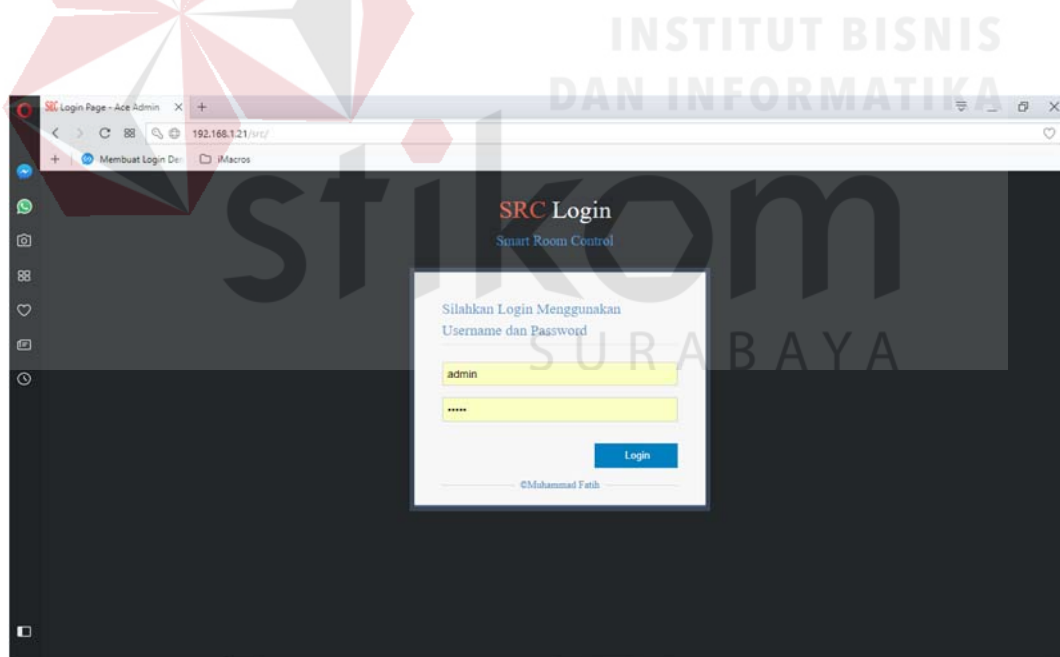 INSTITUT BISNIS
DAN INFORMATIKA
SRC Login Page - Ace Admin
192.168.1.21/src/
Membuat Login Den
iMacros
stikom
SURABAYA
SRC Login
Smart Room Control
Silahkan Login Menggunakan
Username dan Password
admin
•••••
Login
©Muhammad Fatih